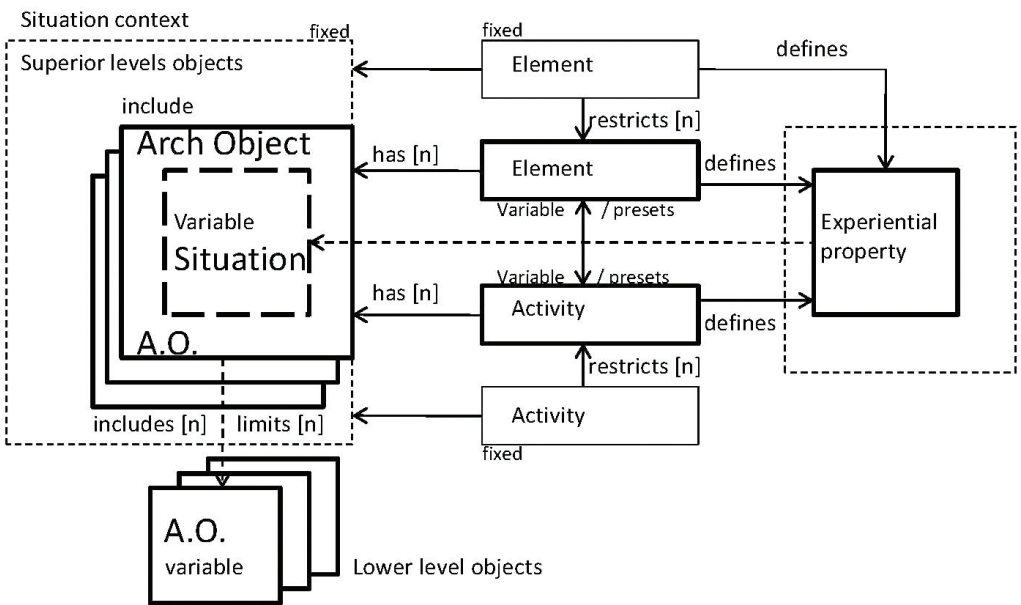 Situation context
fixed
fixed
Superior levels objects
Element
defines
include
restricts [n]
Arch Object
has [n]
Element
defines
Variable / presets
Variable
Situation
Experiential
property
Variable / presets
has [n]
Activity
defines
A.O.
restricts [n]
includes [n]
limits [n]
Activity
fixed
A.O.
variable
Lower level objects